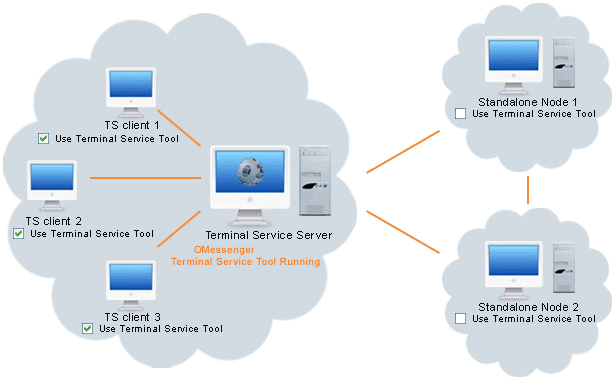 TS client 1
Use Terminal Service Tool
TS client 2
Use Terminal Service Tool
TS client 3
Use Terminal Service Tool
Terminal Service Server
OMessenger
Terminal Service Tool Running
Standalone Node 1
Use Terminal Service Tool
Standalone Node 2
Use Terminal Service Tool